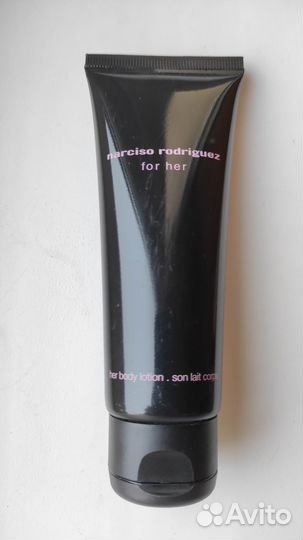 narciso rodriguez
for her
her body lotion . son lait corps
Avito